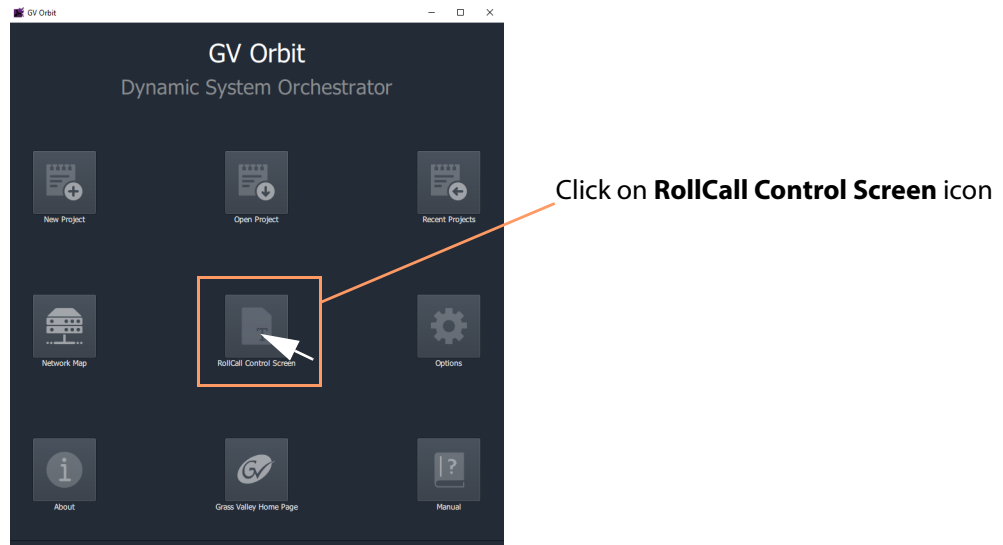 GV Orbit
GV Orbit
Dynamic System Orchestrator
New Project
Open Project
Recent Projects
Click on RollCall Control Screen icon
Network Map
RollCall Control Screen
Options
About
Grass Valley Home Page
Manual